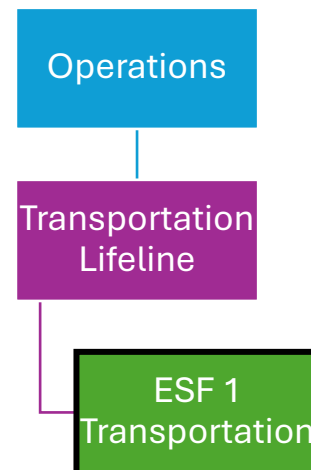 Operations
Transportation
Lifeline
ESF 1
Transportation